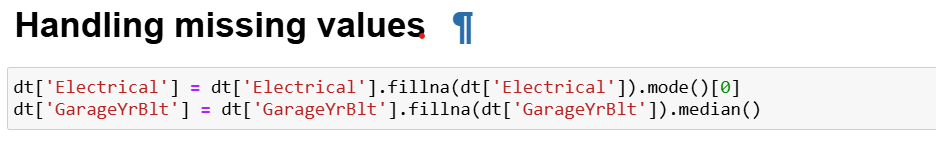 Handling missing values ¶
dt['Electrical'] = dt['Electrical'].fillna(dt['Electrical']).mode()[0]
dt['GarageYrBlt'] = dt['GarageYrBlt'].fillna(dt['GarageYrBlt']).median()